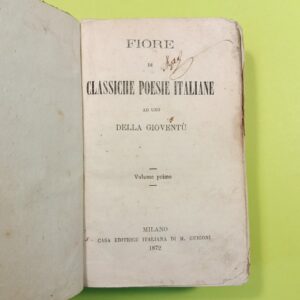 FIORE
DI
CLASSICHE POESIE ITALIANE
AD USO
DELLA GIOVENTÙ
Volume primo
MILANO
CASA EDITRICE ITALIANA DI M. GUIGONI
1872